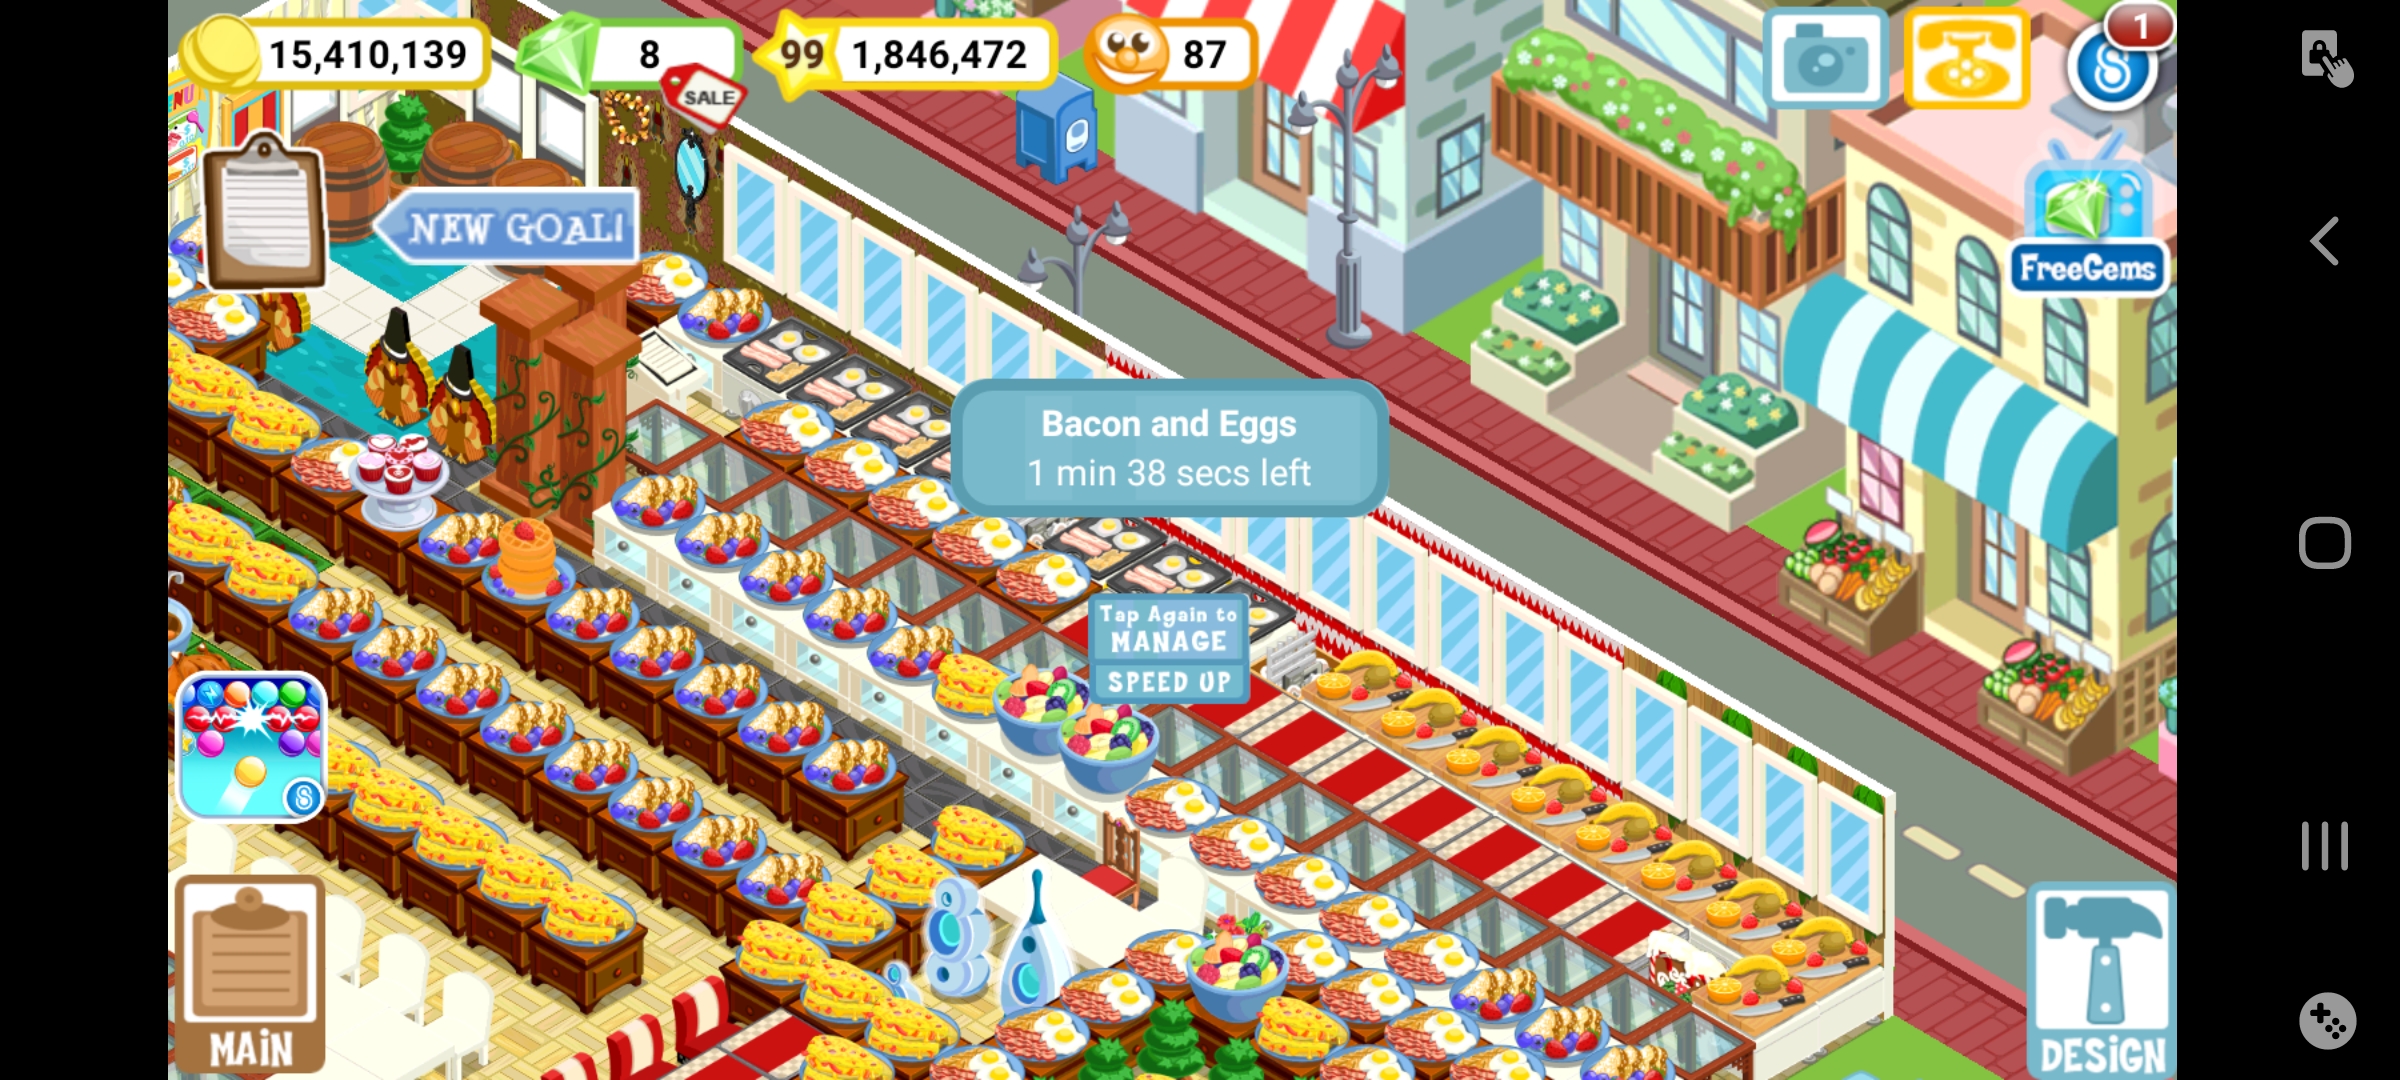 15,410,139
8
SALE
99
1,846,472
87
1
NEW GOAL!
FreeGems
Bacon and Eggs
1 min 38 secs left
Tap Again to
MANAGE
SPEED UP
MAIN
DESIGN